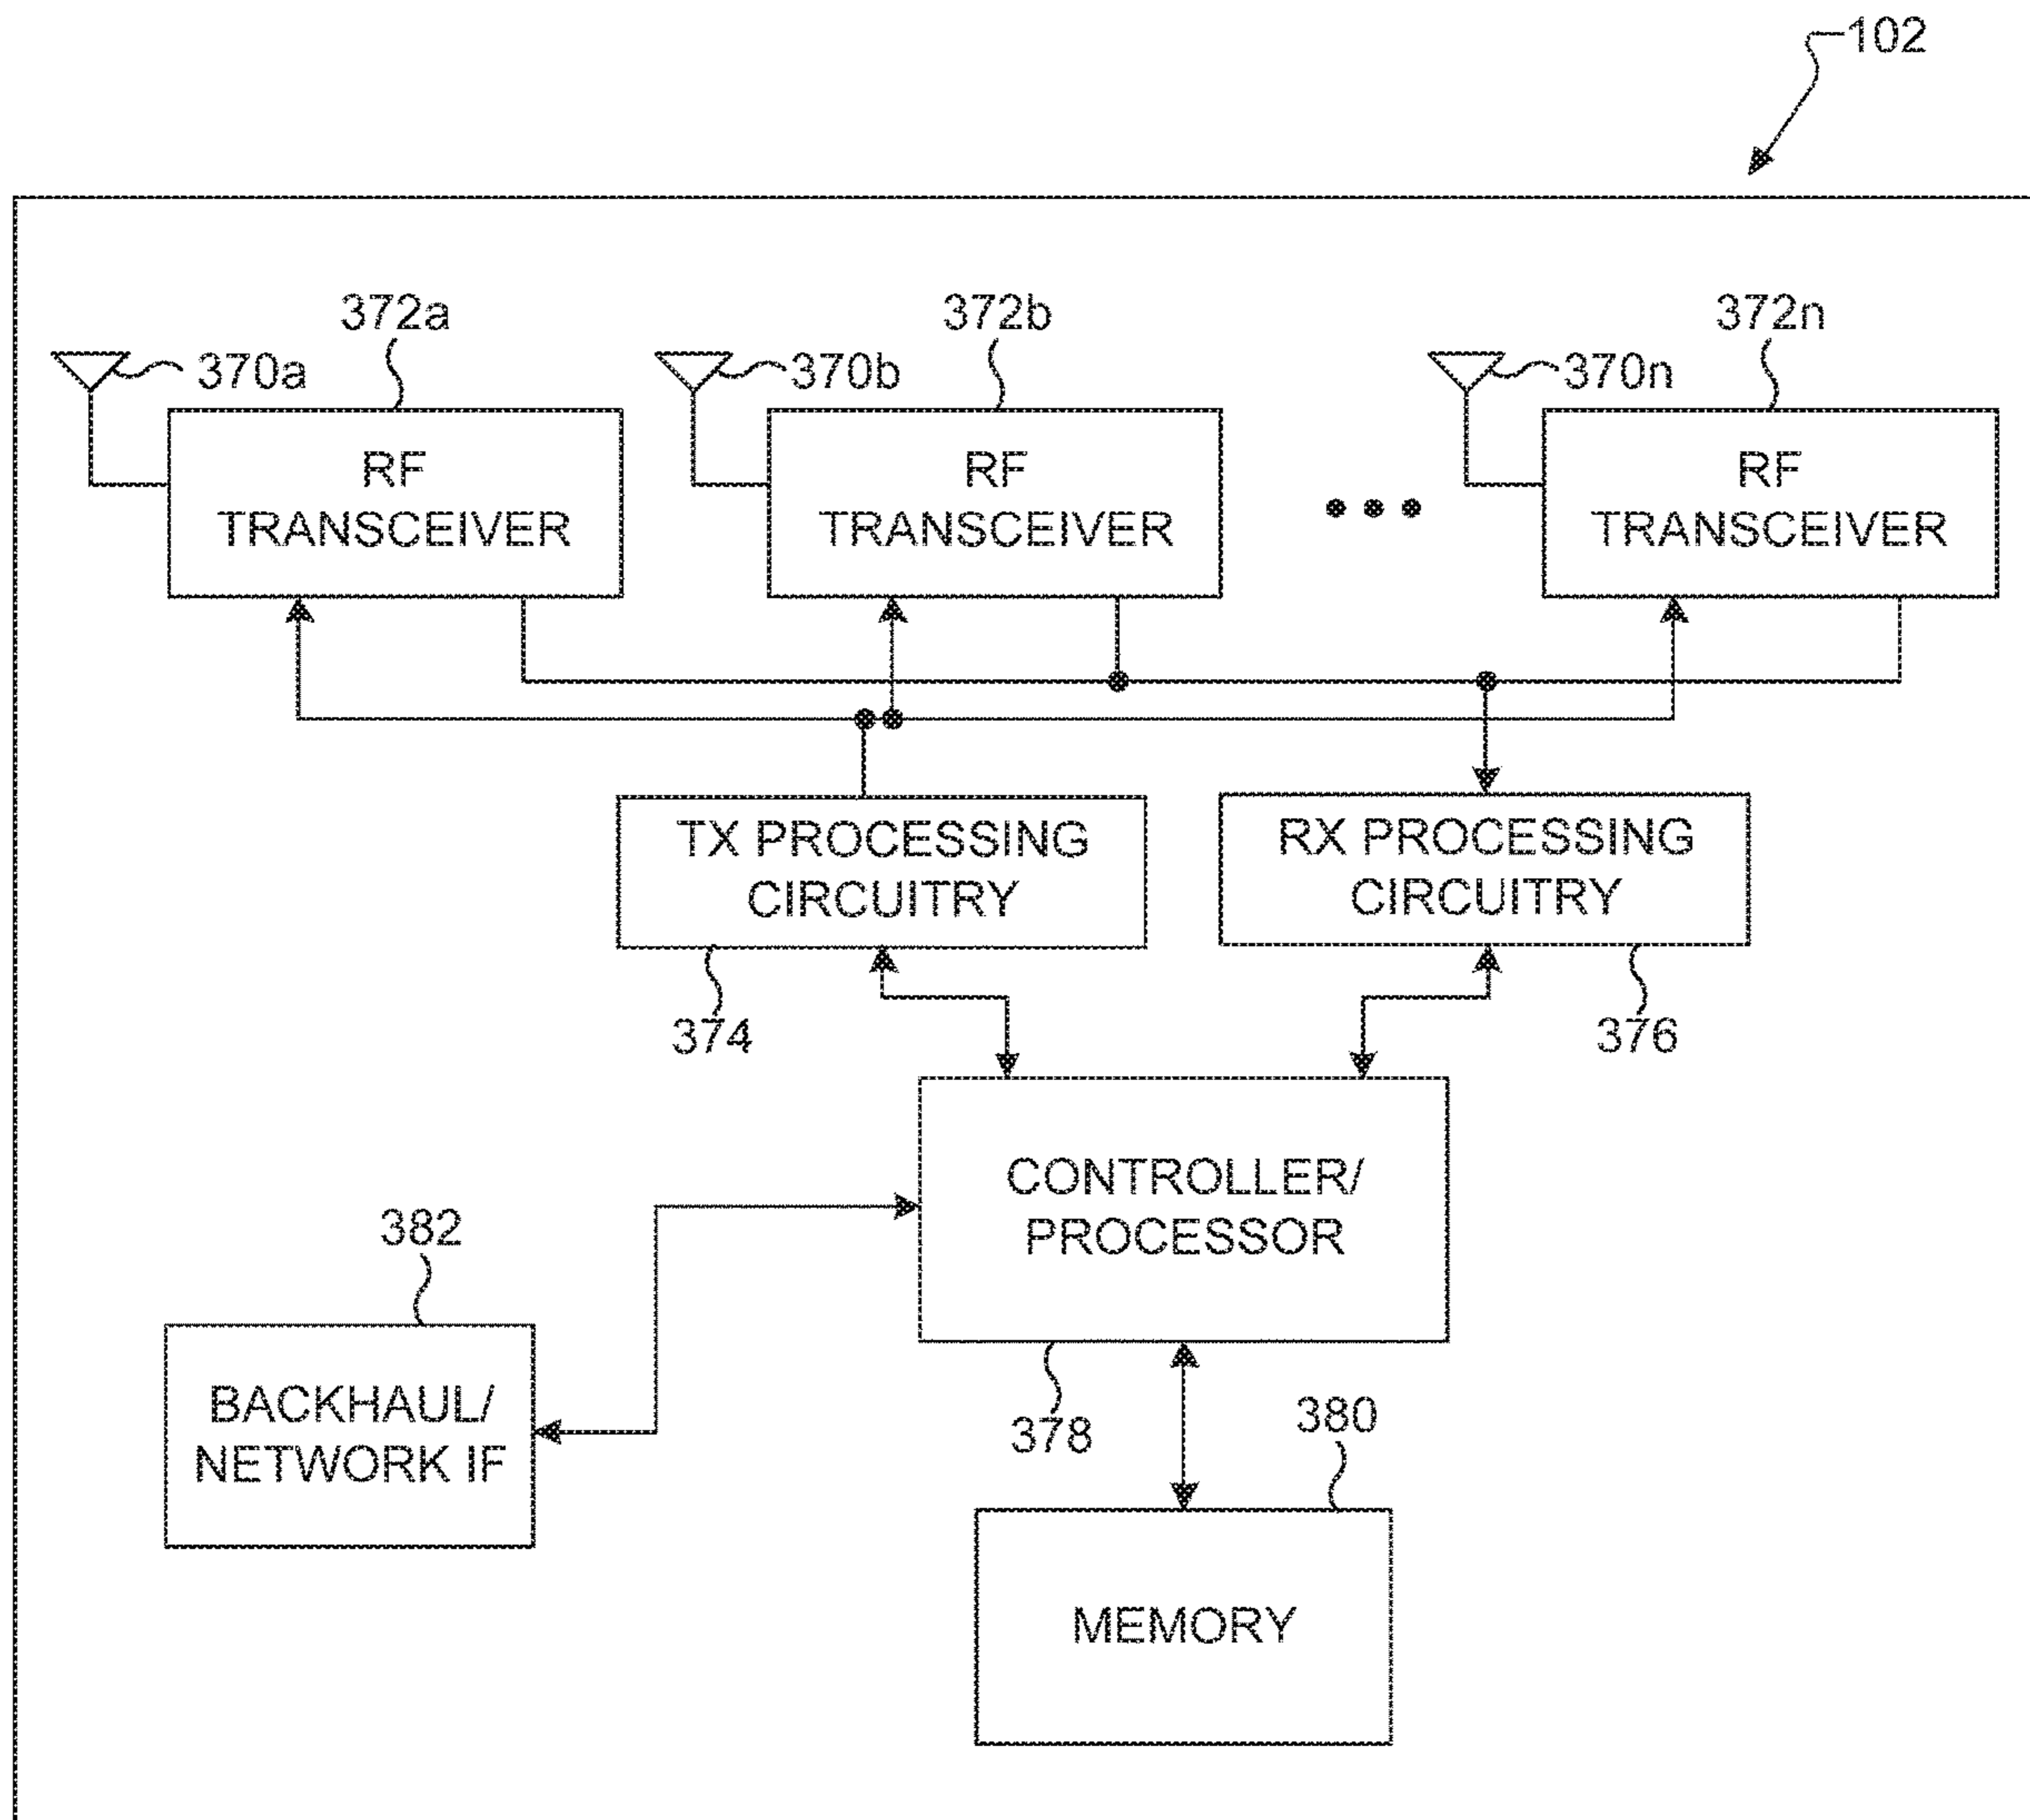 102
372a
372b
372n
370a
370b
370n
RF
TRANSCEIVER
RF
TRANSCEIVER
RF
TRANSCEIVER
TX PROCESSING
CIRCUITRY
RX PROCESSING
CIRCUITRY
374
376
CONTROLLER/
PROCESSOR
382
BACKHAUL/
NETWORK IF
378
380
MEMORY